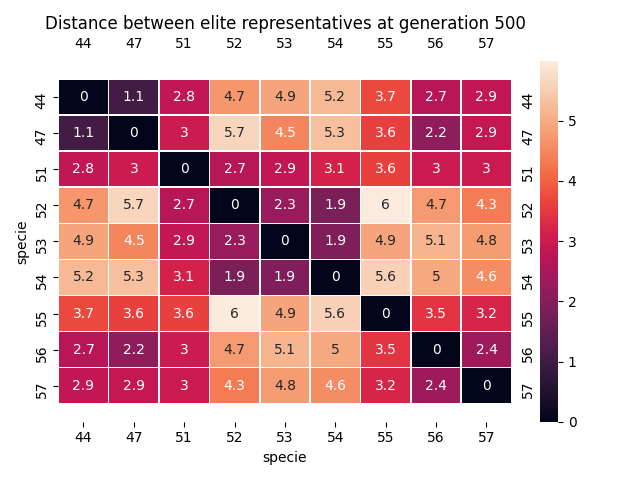 Distance between elite representatives at generation 500
44 47 51 52 53 54 55 56 57
44 0 1.1 2.8 4.7 4.9 5.2 3.7 2.7 2.9 44
47 1.1 0 3 5.7 4.5 5.3 3.6 2.2 2.9 47 5
51 2.8 3 0 2.7 2.9 3.1 3.6 3 3 51 4
52 4.7 5.7 2.7 0 2.3 1.9 6 4.7 4.3 52
specie
53 4.9 4.5 2.9 2.3 0 1.9 4.9 5.1 4.8 53 3
54 5.2 5.3 3.1 1.9 1.9 0 5.6 5 4.6 54 2
55 3.7 3.6 3.6 6 4.9 5.6 0 3.5 3.2 55
56 2.7 2.2 3 4.7 5.1 5 3.5 0 2.4 56 1
57 2.9 2.9 3 4.3 4.8 4.6 3.2 2.4 0 57
0
44 47 51 52 53 54 55 56 57
specie